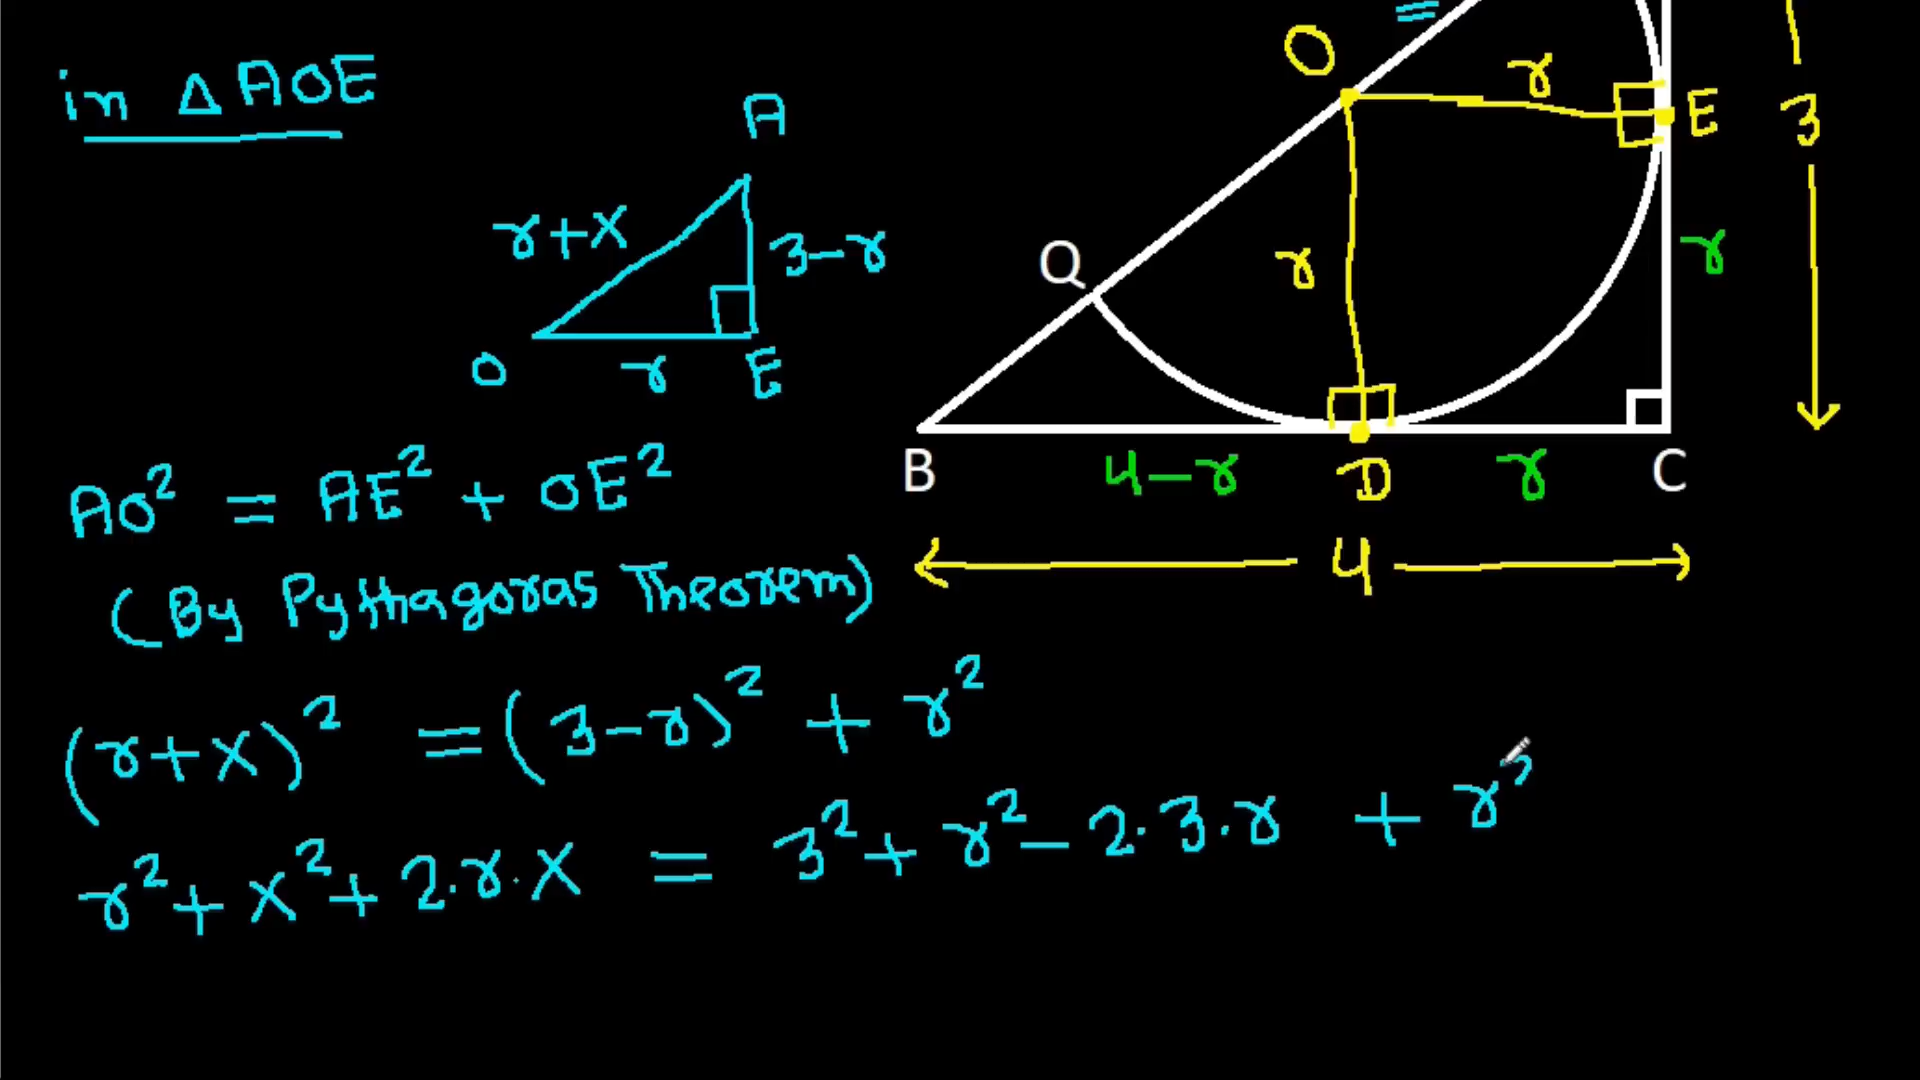 in △AOE
A
r+x
3-r
O
r
E
AO² = AE² + OE²
(By Pythagoras Theorem)
(r+x)² = (3-r)² + r²
r²+x²+2·r·x = 3²+r²-2·3·r + r²
=
O
r
E
3
Q
r
r
B
4-r
D
r
C
4